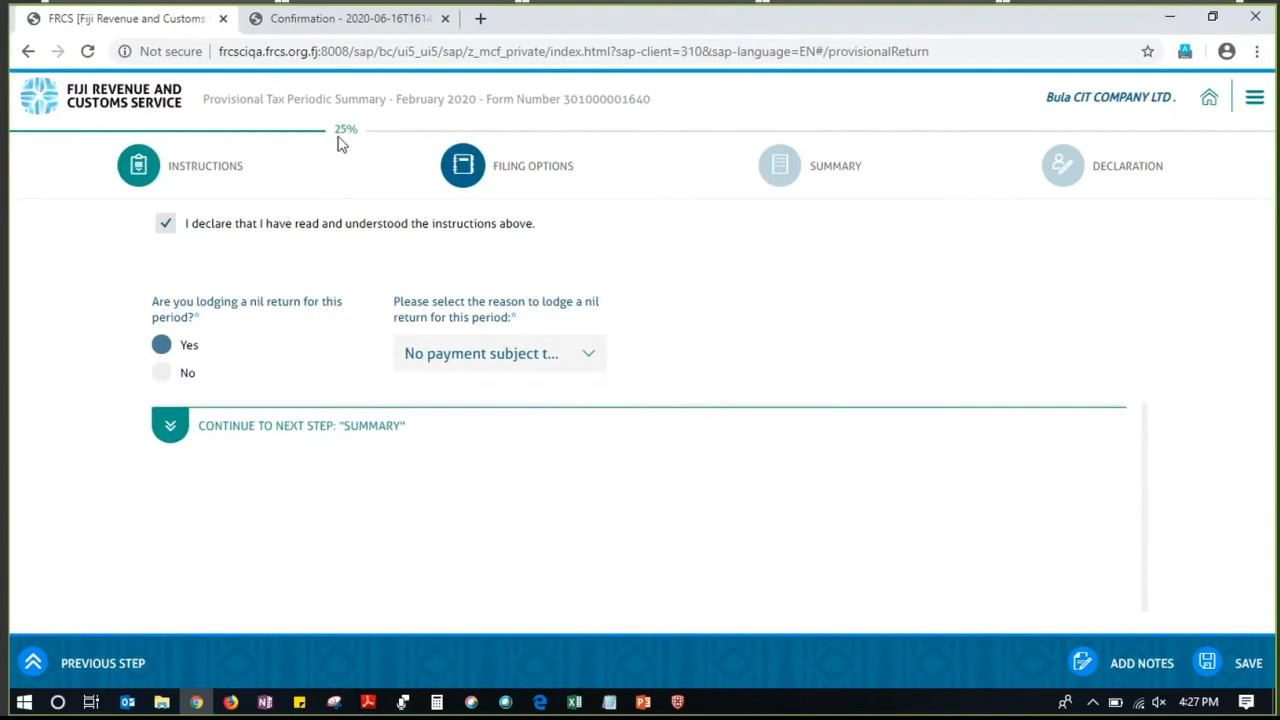 FRCS [Fiji Revenue and Customs
Confirmation - 2020-06-16T1614
Not secure
frcsciqa.frcs.org.fj:8008/sap/bc/ui5_ui5/sap/z_mcf_private/index.html?sap-client=310&sap-language=EN#/provisionalReturn
FIJI REVENUE AND
CUSTOMS SERVICE
Provisional Tax Periodic Summary - February 2020 - Form Number 301000001640
Bula CIT COMPANY LTD .
25%
INSTRUCTIONS
FILING OPTIONS
SUMMARY
DECLARATION
I declare that I have read and understood the instructions above.
Are you lodging a nil return for this
period?*
Yes
No
Please select the reason to lodge a nil
return for this period:*
No payment subject t...
CONTINUE TO NEXT STEP: "SUMMARY"
PREVIOUS STEP
ADD NOTES
SAVE
4:27 PM